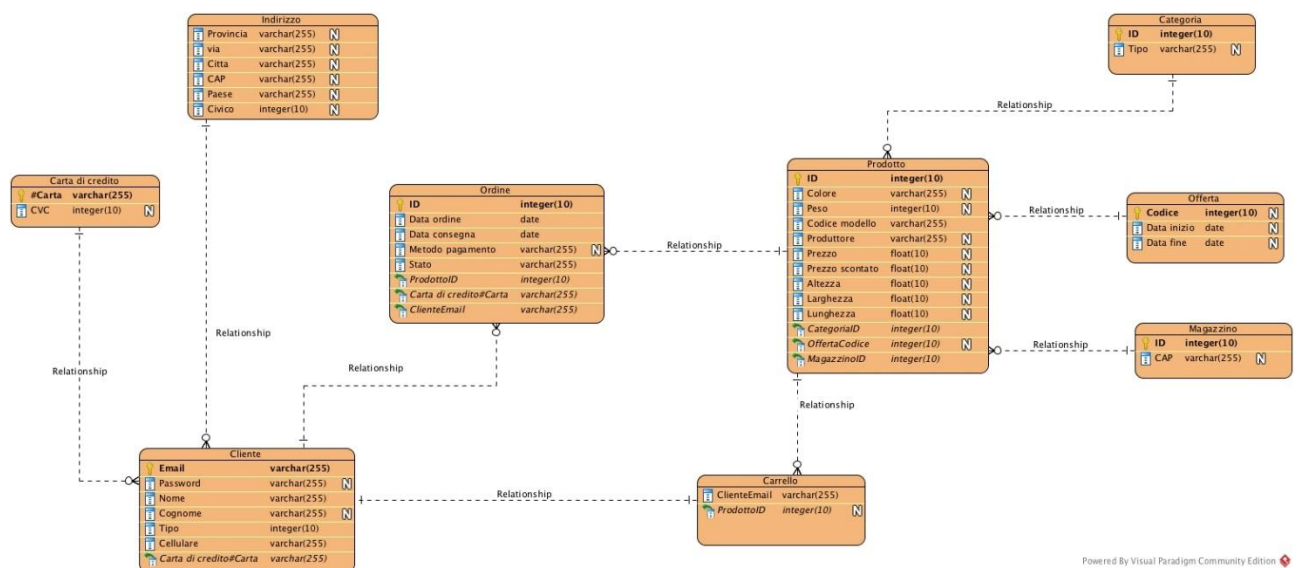 Indirizzo
Provincia varchar(255) N
via varchar(255) N
Citta varchar(255) N
CAP varchar(255) N
Paese varchar(255) N
Civico integer(10) N
Categoria
ID integer(10)
Tipo varchar(255) N
Relationship
Carta di credito
#Carta varchar(255)
CVC integer(10) N
Ordine
ID integer(10)
Data ordine date
Data consegna date
Metodo pagamento varchar(255) N
Stato varchar(255)
ProdottoID integer(10)
Carta di credito#Carta varchar(255)
ClienteEmail varchar(255)
Relationship
Prodotto
ID integer(10)
Colore varchar(255) N
Peso integer(10) N
Codice modello varchar(255)
Produttore varchar(255) N
Prezzo float(10) N
Prezzo scontato float(10) N
Altezza float(10) N
Larghezza float(10) N
Lunghezza float(10) N
CategoriaID integer(10)
OffertaCodice integer(10) N
MagazzinoID integer(10)
Relationship
Offerta
Codice integer(10) N
Data inizio date N
Data fine date N
Relationship
Magazzino
ID integer(10)
CAP varchar(255) N
Relationship
Relationship
Relationship
Relationship
Cliente
Email varchar(255)
Password varchar(255) N
Nome varchar(255)
Cognome varchar(255) N
Tipo integer(10)
Cellulare varchar(255)
Carta di credito#Carta varchar(255)
Relationship
Carrello
ClienteEmail varchar(255)
ProdottoID integer(10) N
Powered By Visual Paradigm Community Edition